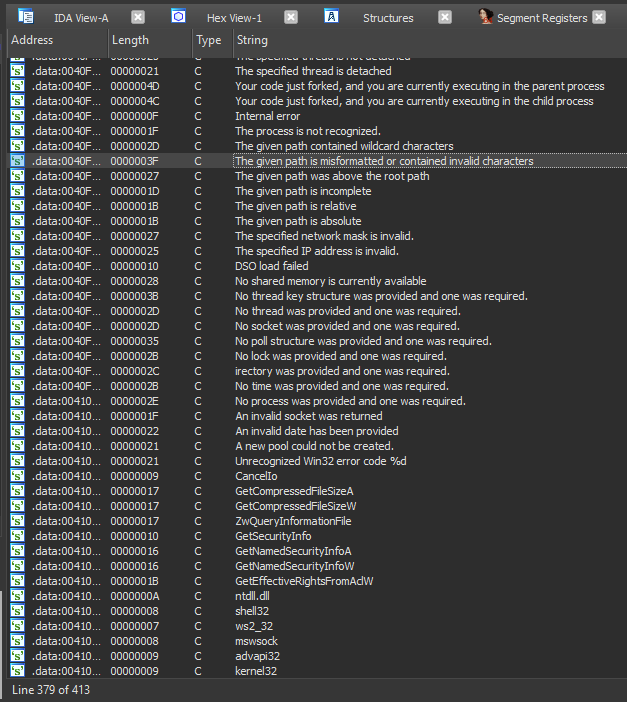 IDA View-A Hex View-1 Structures Segment Registers
Address Length Type String
The specified thread is not detached
.data:0040F... 00000021 C The specified thread is detached
.data:0040F... 0000004D C Your code just forked, and you are currently executing in the parent process
.data:0040F... 0000004C C Your code just forked, and you are currently executing in the child process
.data:0040F... 0000000F C Internal error
.data:0040F... 0000001F C The process is not recognized.
.data:0040F... 0000002D C The given path contained wildcard characters
.data:0040F... 0000003F C The given path is misformatted or contained invalid characters
.data:0040F... 00000027 C The given path was above the root path
.data:0040F... 0000001D C The given path is incomplete
.data:0040F... 0000001B C The given path is relative
.data:0040F... 0000001B C The given path is absolute
.data:0040F... 00000027 C The specified network mask is invalid.
.data:0040F... 00000025 C The specified IP address is invalid.
.data:0040F... 00000010 C DSO load failed
.data:0040F... 00000028 C No shared memory is currently available
.data:0040F... 0000003B C No thread key structure was provided and one was required.
.data:0040F... 0000002D C No thread was provided and one was required.
.data:0040F... 0000002D C No socket was provided and one was required.
.data:0040F... 00000035 C No poll structure was provided and one was required.
.data:0040F... 0000002B C No lock was provided and one was required.
.data:0040F... 0000002C C irectory was provided and one was required.
.data:0040F... 0000002B C No time was provided and one was required.
.data:00410... 0000002E C No process was provided and one was required.
.data:00410... 0000001F C An invalid socket was returned
.data:00410... 00000022 C An invalid date has been provided
.data:00410... 00000021 C A new pool could not be created.
.data:00410... 00000021 C Unrecognized Win32 error code %d
.data:00410... 00000009 C CancelIo
.data:00410... 00000017 C GetCompressedFileSizeA
.data:00410... 00000017 C GetCompressedFileSizeW
.data:00410... 00000017 C ZwQueryInformationFile
.data:00410... 00000010 C GetSecurityInfo
.data:00410... 00000016 C GetNamedSecurityInfoA
.data:00410... 00000016 C GetNamedSecurityInfoW
.data:00410... 0000001B C GetEffectiveRightsFromAclW
.data:00410... 0000000A C ntdll.dll
.data:00410... 00000008 C shell32
.data:00410... 00000007 C ws2_32
.data:00410... 00000008 C mswsock
.data:00410... 00000009 C advapi32
.data:00410... 00000009 C kernel32
Line 379 of 413